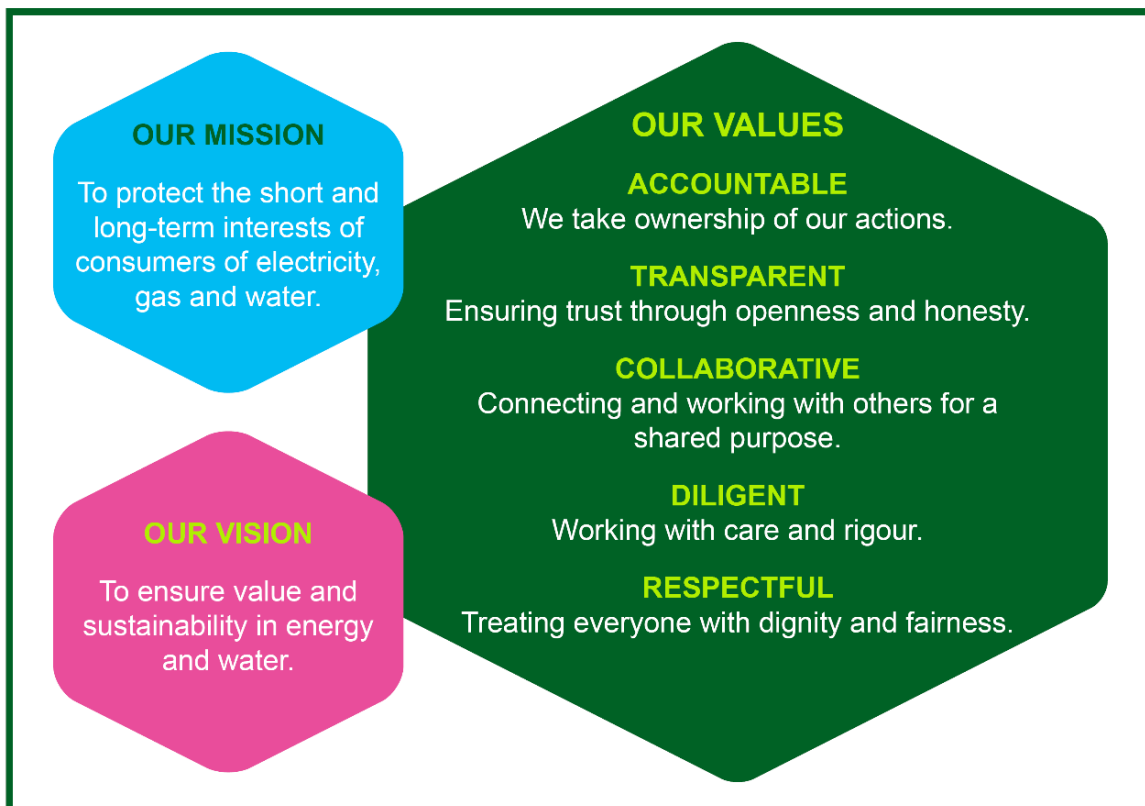 OUR MISSION
To protect the short and
long-term interests of
consumers of electricity,
gas and water.
OUR VISION
To ensure value and
sustainability in energy
and water.
OUR VALUES
ACCOUNTABLE
We take ownership of our actions.
TRANSPARENT
Ensuring trust through openness and honesty.
COLLABORATIVE
Connecting and working with others for a
shared purpose.
DILIGENT
Working with care and rigour.
RESPECTFUL
Treating everyone with dignity and fairness.